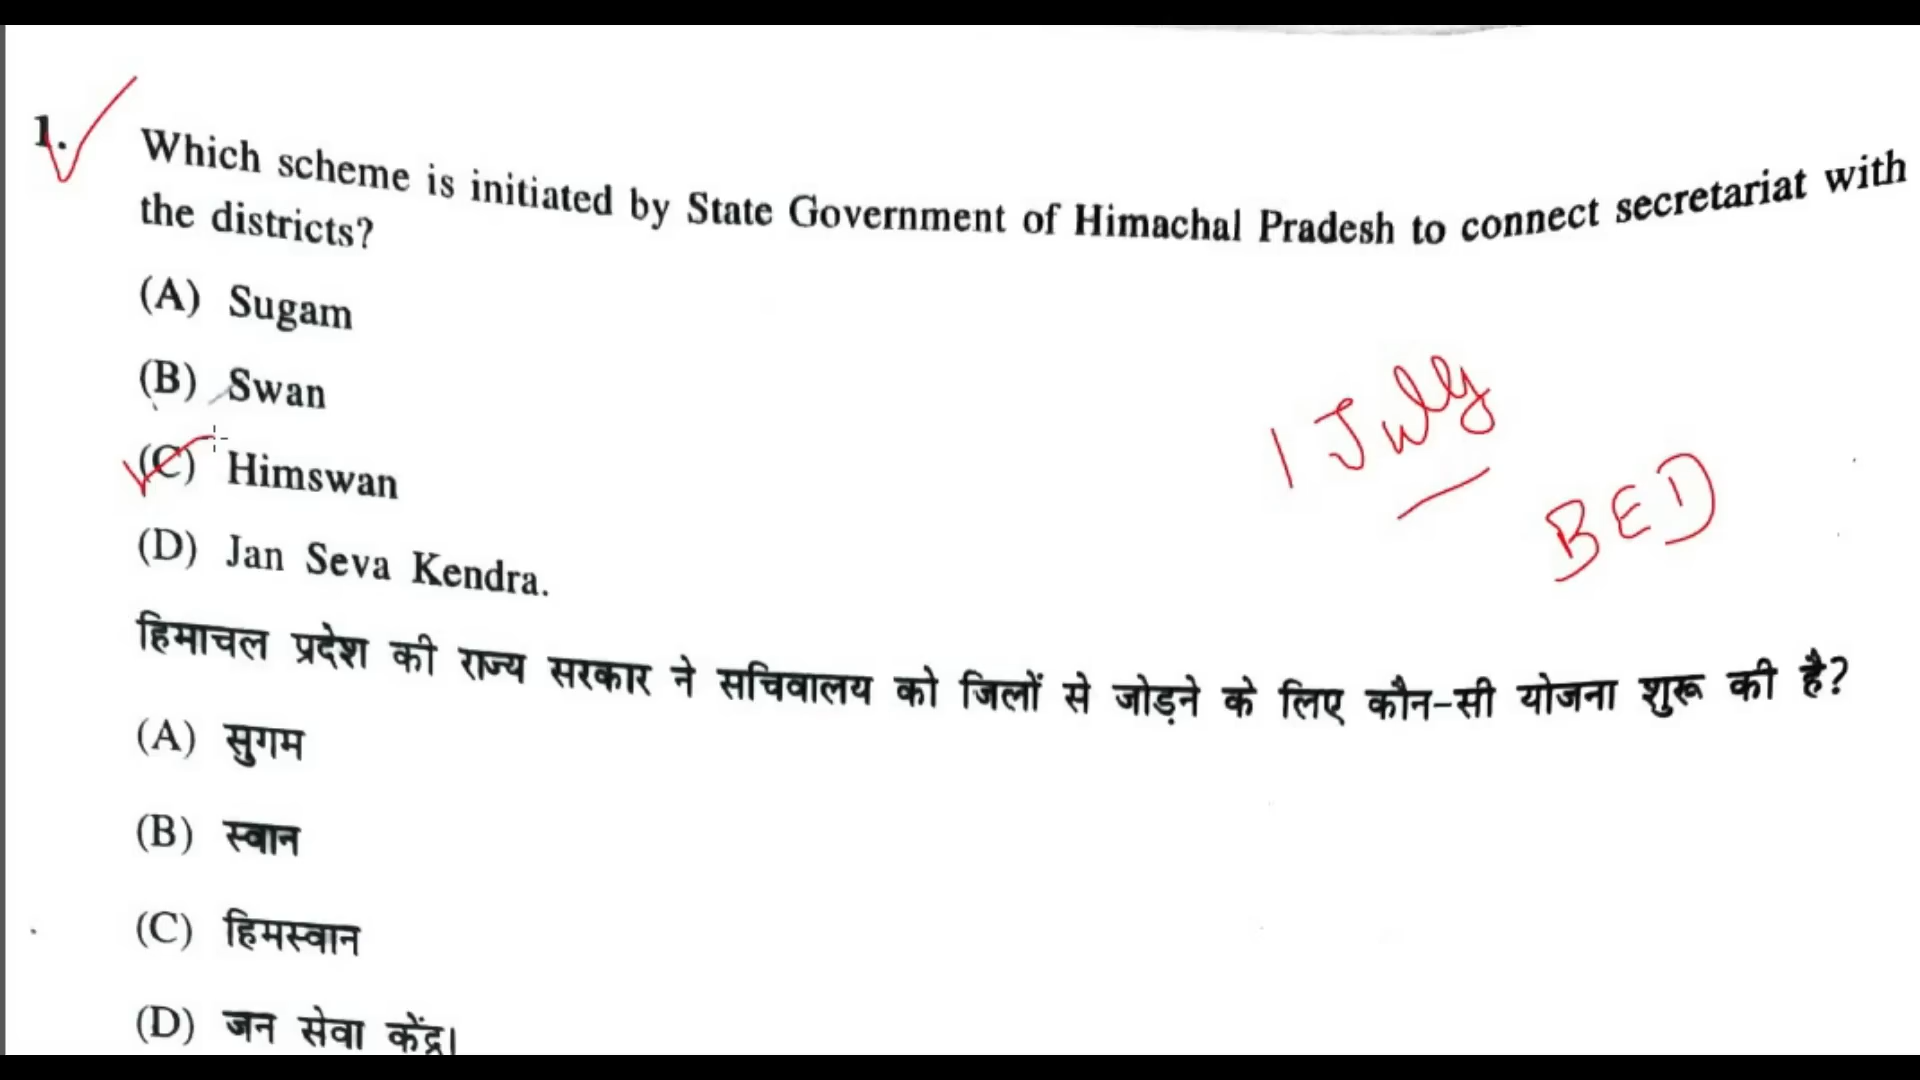 1.
Which scheme is initiated by State Government of Himachal Pradesh to connect secretariat with
the districts?
(A) Sugam
(B) Swan
(C) Himswan
(D) Jan Seva Kendra.
1 July
BED
हिमाचल प्रदेश की राज्य सरकार ने सचिवालय को जिलों से जोड़ने के लिए कौन-सी योजना शुरू की है?
(A) सुगम
(B) स्वान
(C) हिमस्वान
(D) जन सेवा केंद्र।